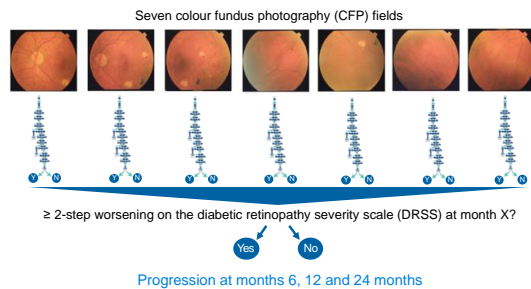 Seven colour fundus photography (CFP) fields
Y N Y N Y N Y N Y N Y N Y N
≥ 2-step worsening on the diabetic retinopathy severity scale (DRSS) at month X?
Yes No
Progression at months 6, 12 and 24 months